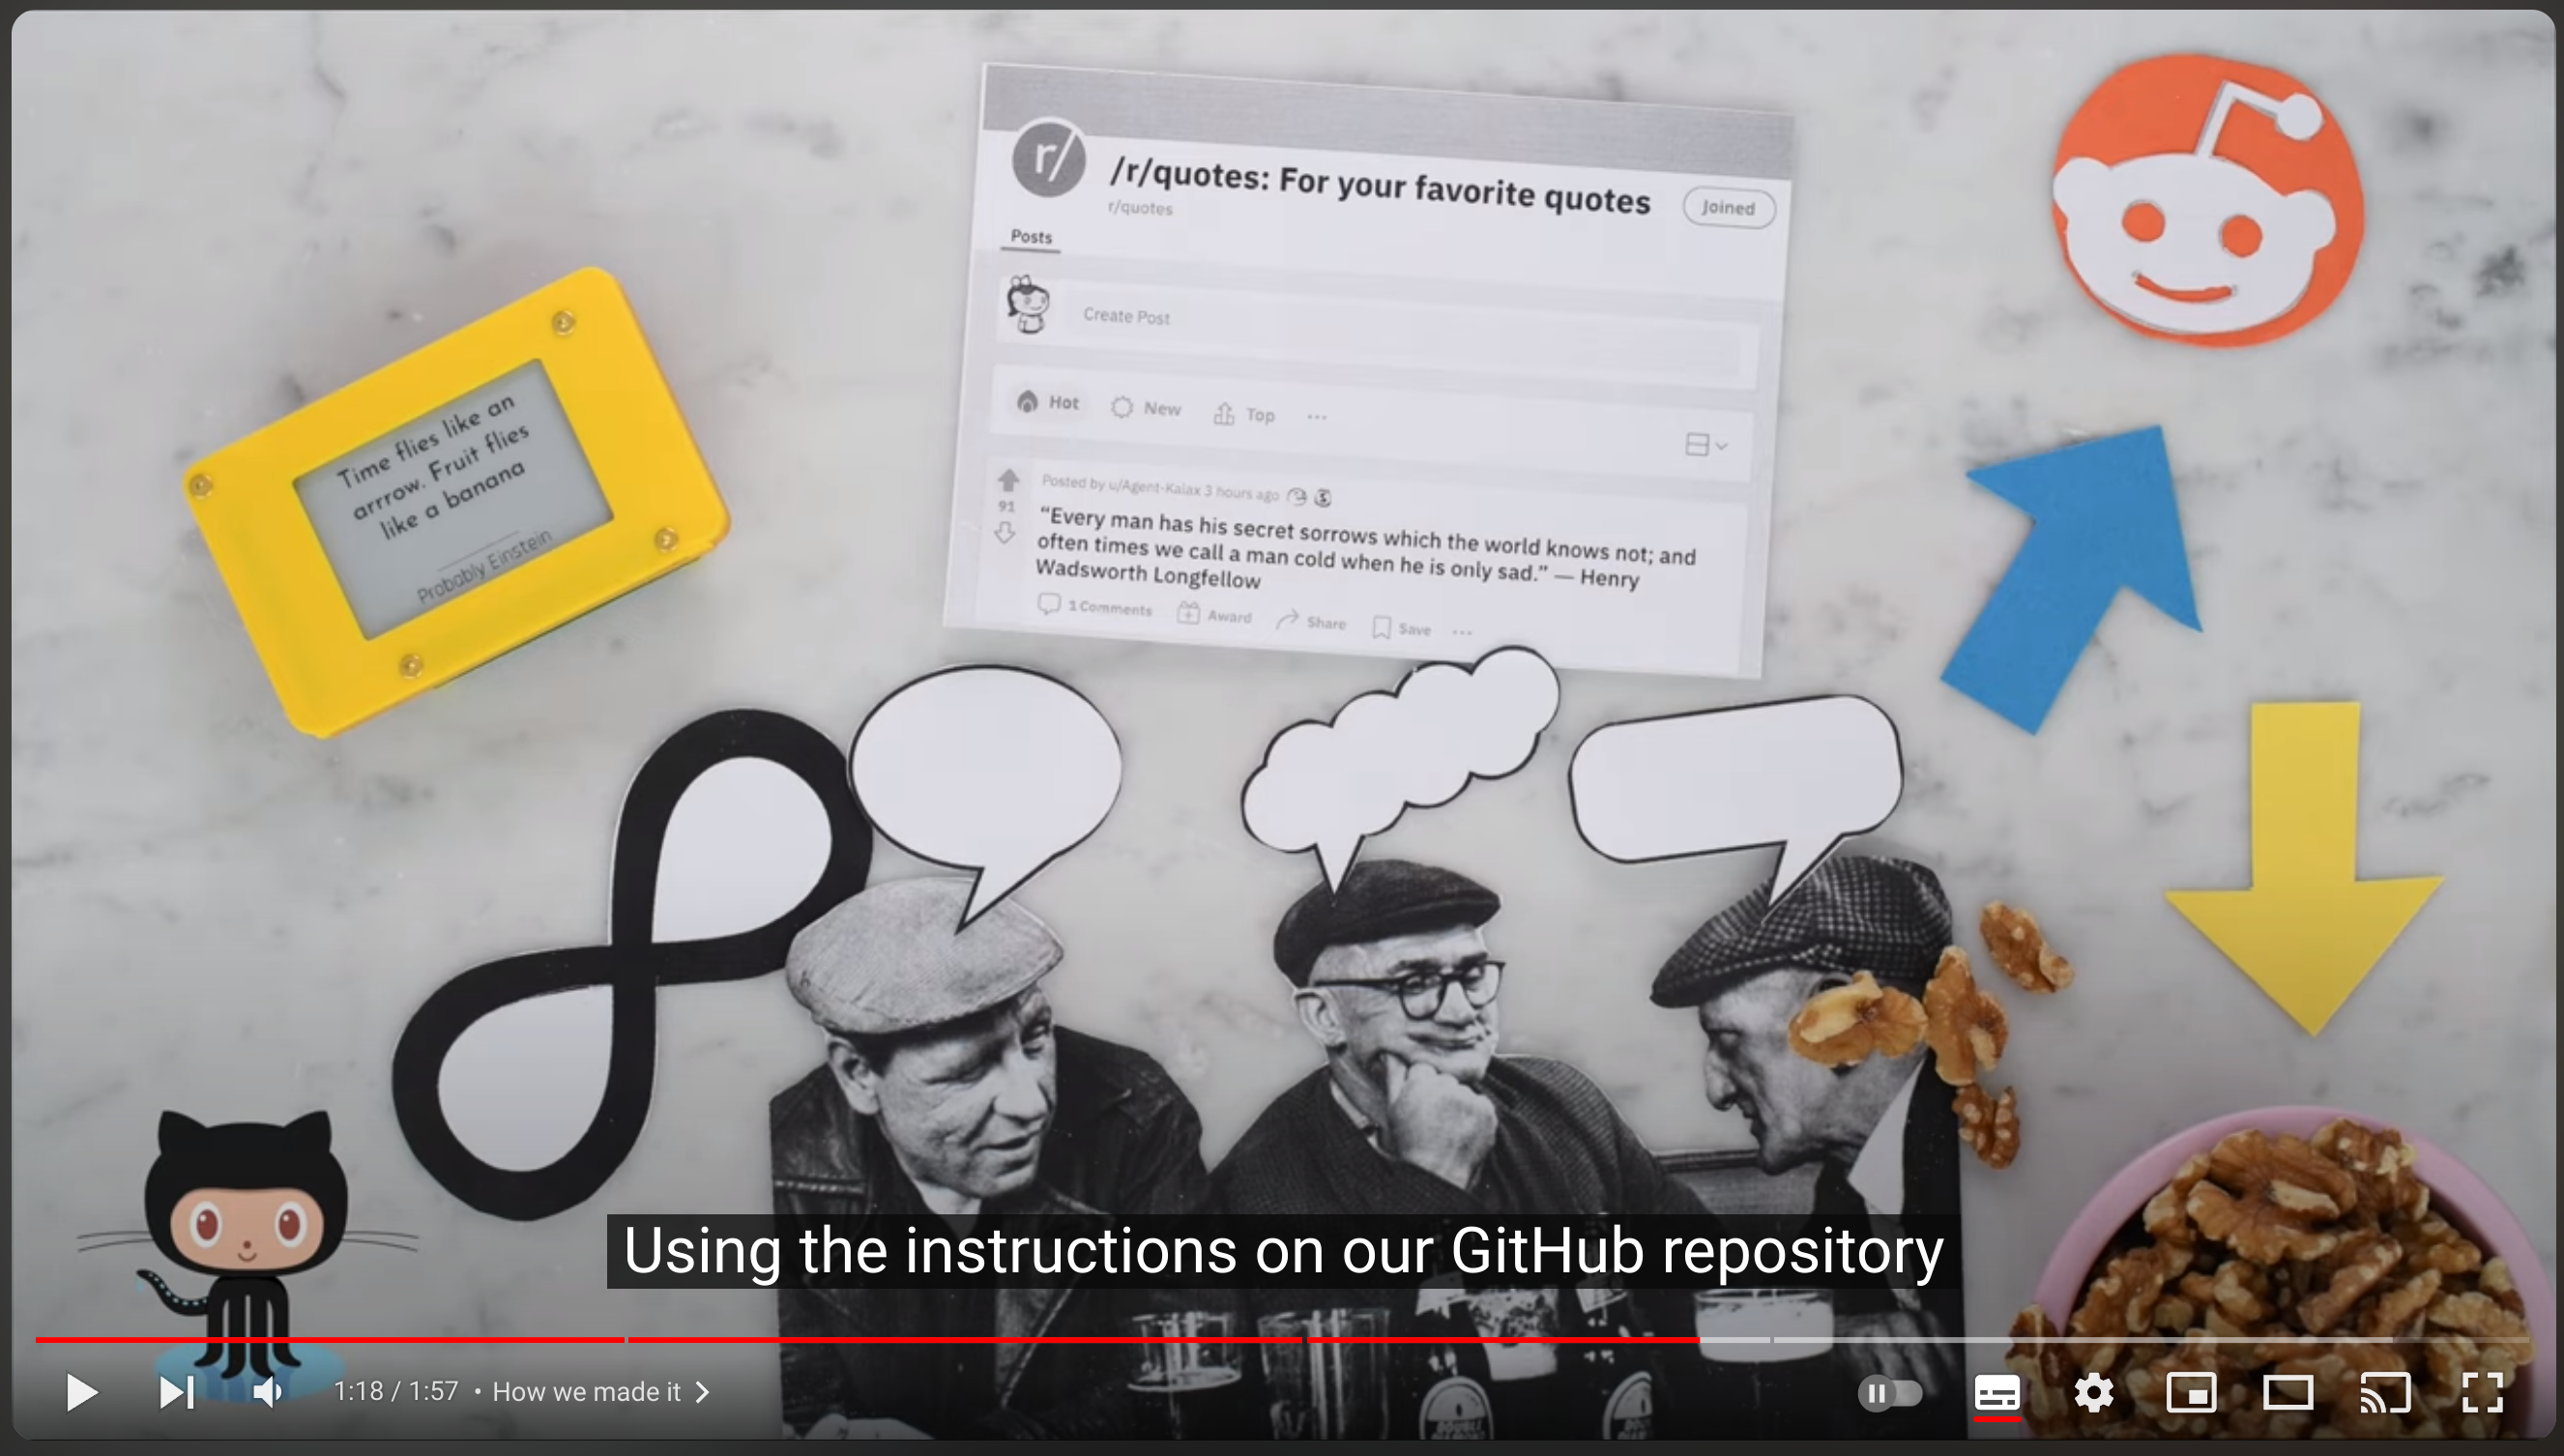 r/
/r/quotes: For your favorite quotes
r/quotes
Joined
Posts
Create Post
Hot
New
Top
Posted by u/Agent-Kalax 3 hours ago
91
“Every man has his secret sorrows which the world knows not; and
often times we call a man cold when he is only sad.” — Henry
Wadsworth Longfellow
1 Comments
Award
Share
Save
Time flies like an
arrrow. Fruit flies
like a banana
Probably Einstein
Using the instructions on our GitHub repository
1:18 / 1:57 • How we made it